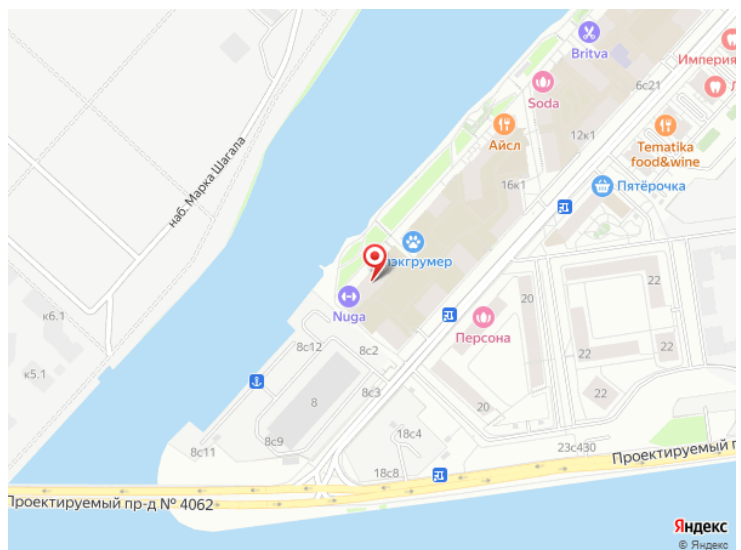 Britva
Империя
6с21
Soda
12к1
Айсл
Tematika
food&wine
16к1
Пятёрочка
наб. Марка Шагала
к6.1
к5.1
Nuga
20
Персона
22
22
22
22
20
8с12
8с2
8с3
8
8с9
8с11
18с4
18с8
23с430
Проектируемый
Проектируемый пр-д № 4062
Яндекс
© Яндекс